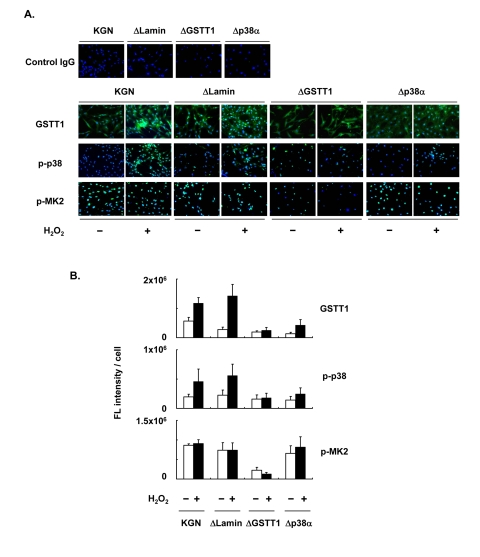 A.
KGN ΔLamin ΔGSTT1 Δp38α
Control IgG
KGN ΔLamin ΔGSTT1 Δp38α
GSTT1
p-p38
p-MK2
H₂O₂ – + – + – + – +
B.
2x10⁶
GSTT1
0
1x10⁶
p-p38
FL intensity / cell
0
1.5x10⁶
p-MK2
0
H₂O₂ – + – + – + – +
KGN ΔLamin ΔGSTT1 Δp38α